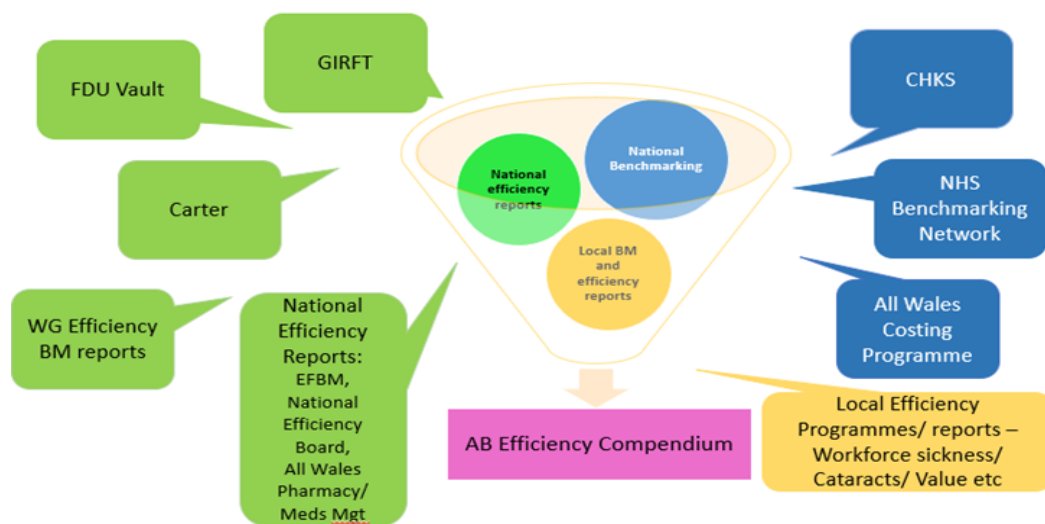 GIRFT
FDU Vault
CHKS
National
Benchmarking
National
efficiency
reports
Carter
NHS
Benchmarking
Network
Local BM
and
efficiency
reports
WG Efficiency
BM reports
National
Efficiency
Reports:
EFBM,
National
Efficiency
Board,
All Wales
Pharmacy/
Meds Mgt
All Wales
Costing
Programme
AB Efficiency Compendium
Local Efficiency
Programmes/ reports –
Workforce sickness/
Cataracts/ Value etc